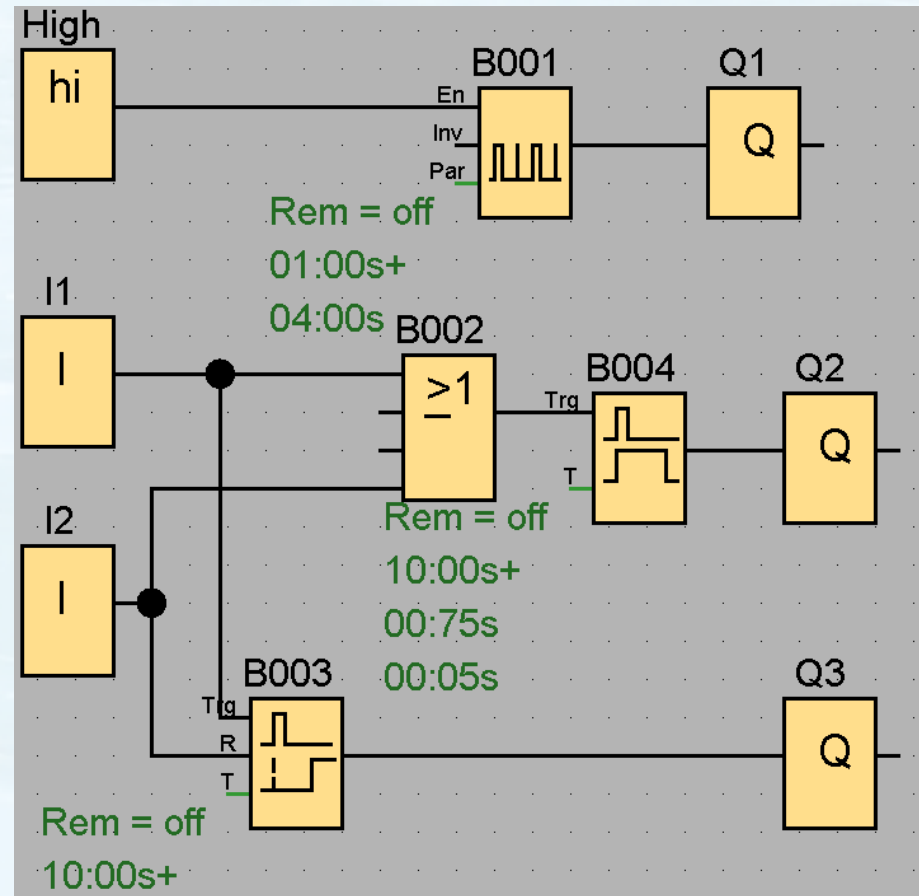 High
hi
B001
Q1
En
Inv
Par
Q
Rem = off
01:00s+
04:00s
I1
I
B002
≥1
B004
Trg
T
Q2
Q
Rem = off
10:00s+
00:75s
00:05s
I2
I
B003
Trg
R
T
Q3
Q
Rem = off
10:00s+